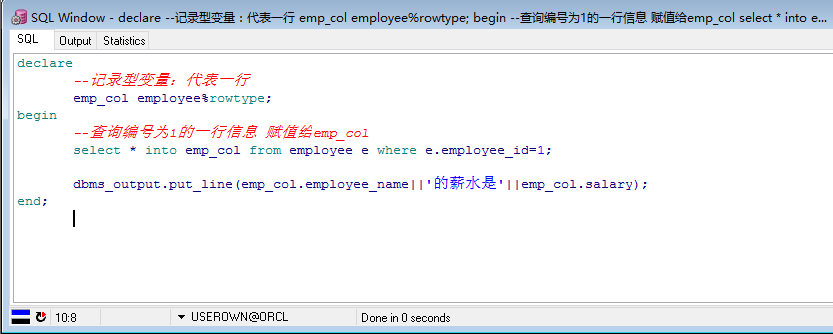 SQL Window - declare --记录型变量：代表一行 emp_col employee%rowtype; begin --查询编号为1的一行信息 赋值给emp_col select * into e...
SQL Output Statistics
declare
--记录型变量：代表一行
emp_col employee%rowtype;
begin
--查询编号为1的一行信息 赋值给emp_col
select * into emp_col from employee e where e.employee_id=1;
dbms_output.put_line(emp_col.employee_name||'的薪水是'||emp_col.salary);
end;
10:8 USEROWN@ORCL Done in 0 seconds